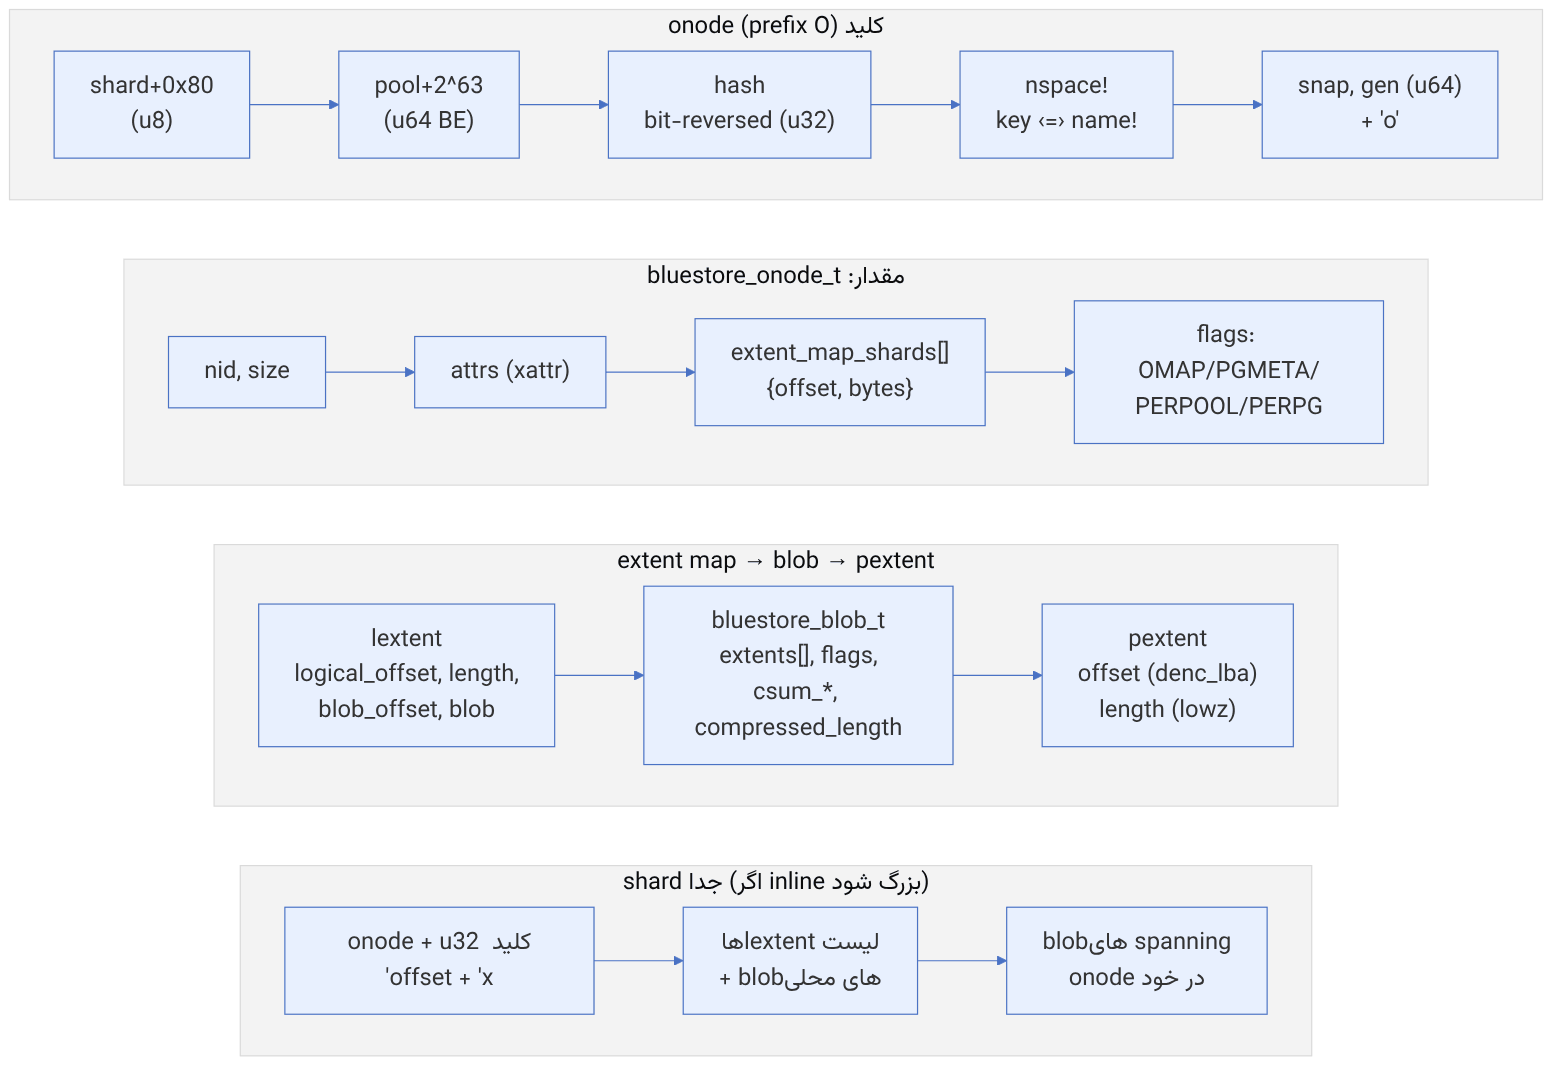 کلید onode (prefix O)
shard+0x80
(u8)
pool+2^63
(u64 BE)
hash
bit-reversed (u32)
nspace!
key ‹=› name!
snap, gen (u64)
+ 'o'
مقدار: bluestore_onode_t
nid, size
attrs (xattr)
extent_map_shards[]
{offset, bytes}
flags:
OMAP/PGMETA/
PERPOOL/PERPG
extent map → blob → pextent
lextent
logical_offset, length,
blob_offset, blob
bluestore_blob_t
extents[], flags,
csum_*,
compressed_length
pextent
offset (denc_lba)
length (lowz)
shard جدا (اگر inline بزرگ شود)
کلید onode + u32
offset + 'x'
لیست lextentها
+ blobهای محلی
blobهای spanning
در خود onode